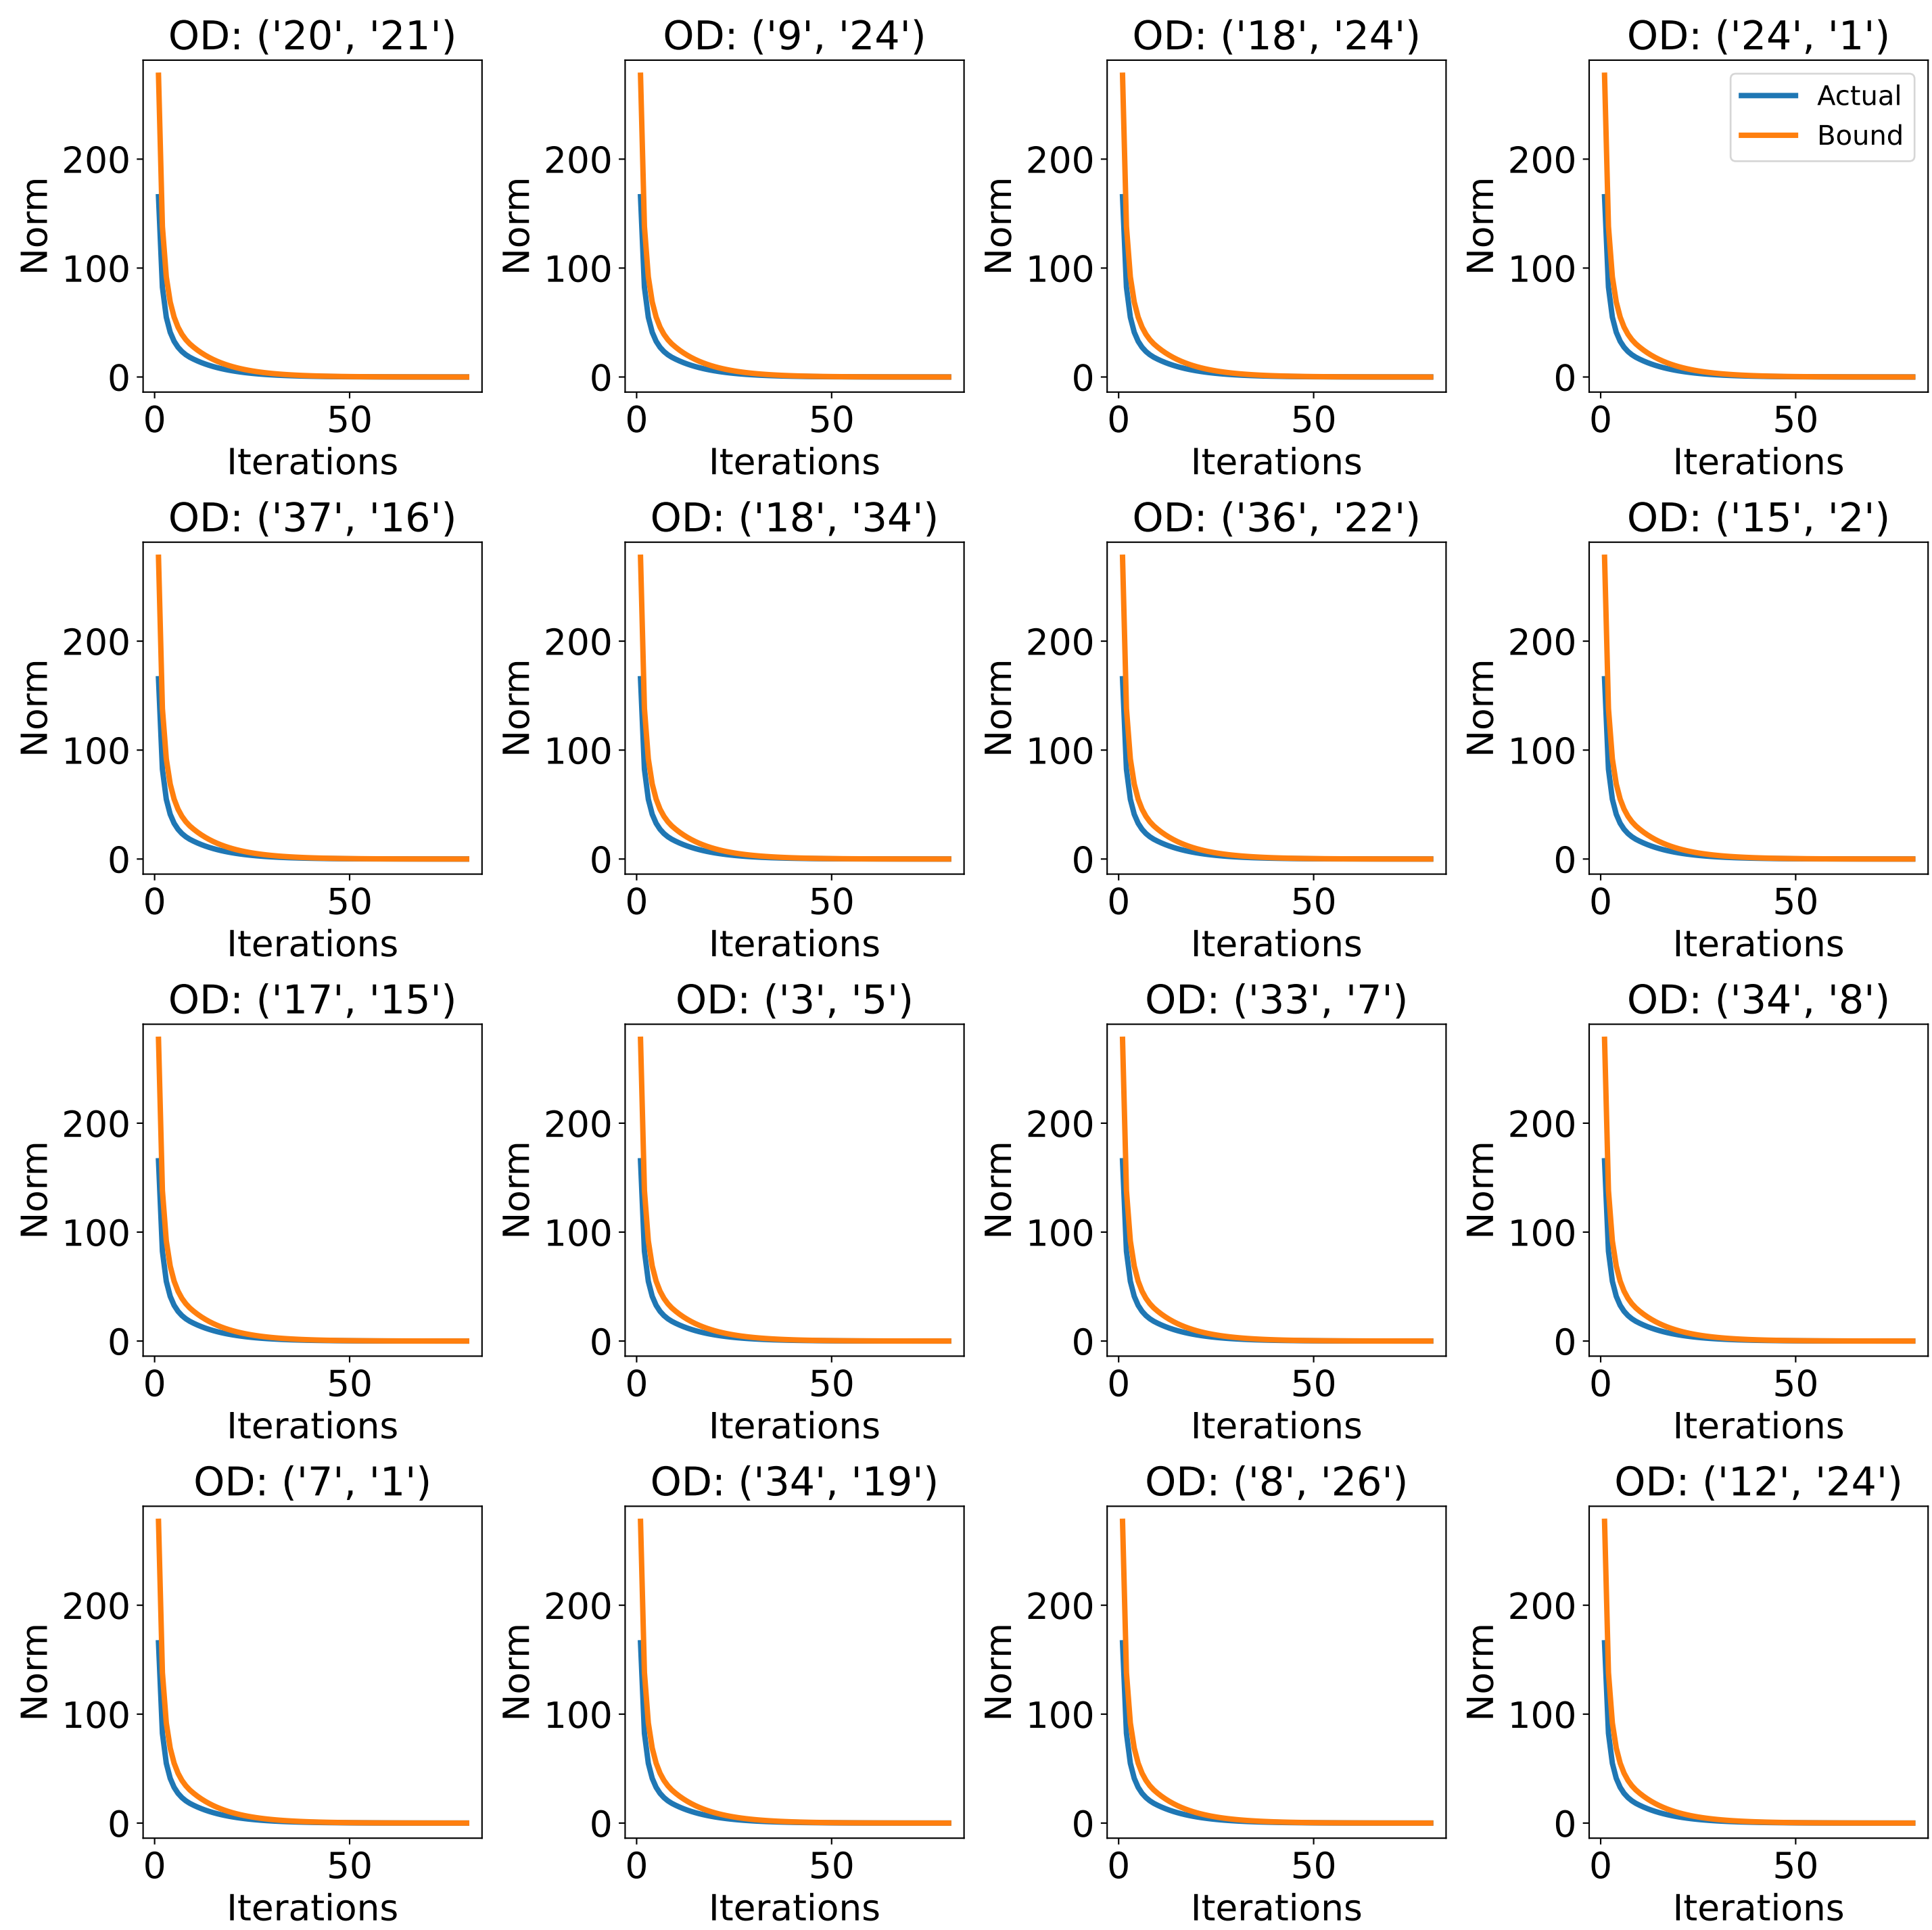 OD: ('20', '21')
OD: ('9', '24')
OD: ('18', '24')
OD: ('24', '1')
Norm
200
100
0
0
50
Iterations
Norm
200
100
0
0
50
Iterations
Norm
200
100
0
0
50
Iterations
Norm
200
100
0
0
50
Iterations
Actual
Bound
OD: ('37', '16')
OD: ('18', '34')
OD: ('36', '22')
OD: ('15', '2')
Norm
200
100
0
0
50
Iterations
Norm
200
100
0
0
50
Iterations
Norm
200
100
0
0
50
Iterations
Norm
200
100
0
0
50
Iterations
OD: ('17', '15')
OD: ('3', '5')
OD: ('33', '7')
OD: ('34', '8')
Norm
200
100
0
0
50
Iterations
Norm
200
100
0
0
50
Iterations
Norm
200
100
0
0
50
Iterations
Norm
200
100
0
0
50
Iterations
OD: ('7', '1')
OD: ('34', '19')
OD: ('8', '26')
OD: ('12', '24')
Norm
200
100
0
0
50
Iterations
Norm
200
100
0
0
50
Iterations
Norm
200
100
0
0
50
Iterations
Norm
200
100
0
0
50
Iterations